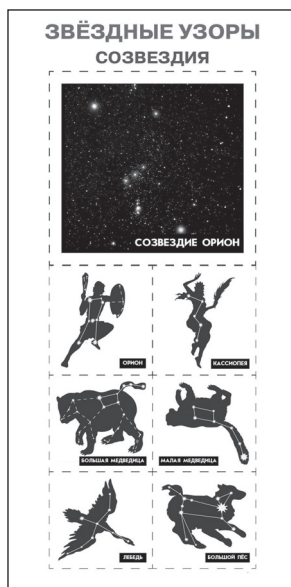 ЗВЁЗДНЫЕ УЗОРЫ
СОЗВЕЗДИЯ
СОЗВЕЗДИЕ ОРИОН
ОРИОН
КАССИОПЕЯ
БОЛЬШАЯ МЕДВЕДИЦА
МАЛАЯ МЕДВЕДИЦА
ЛЕБЕДЬ
БОЛЬШОЙ ПЁС